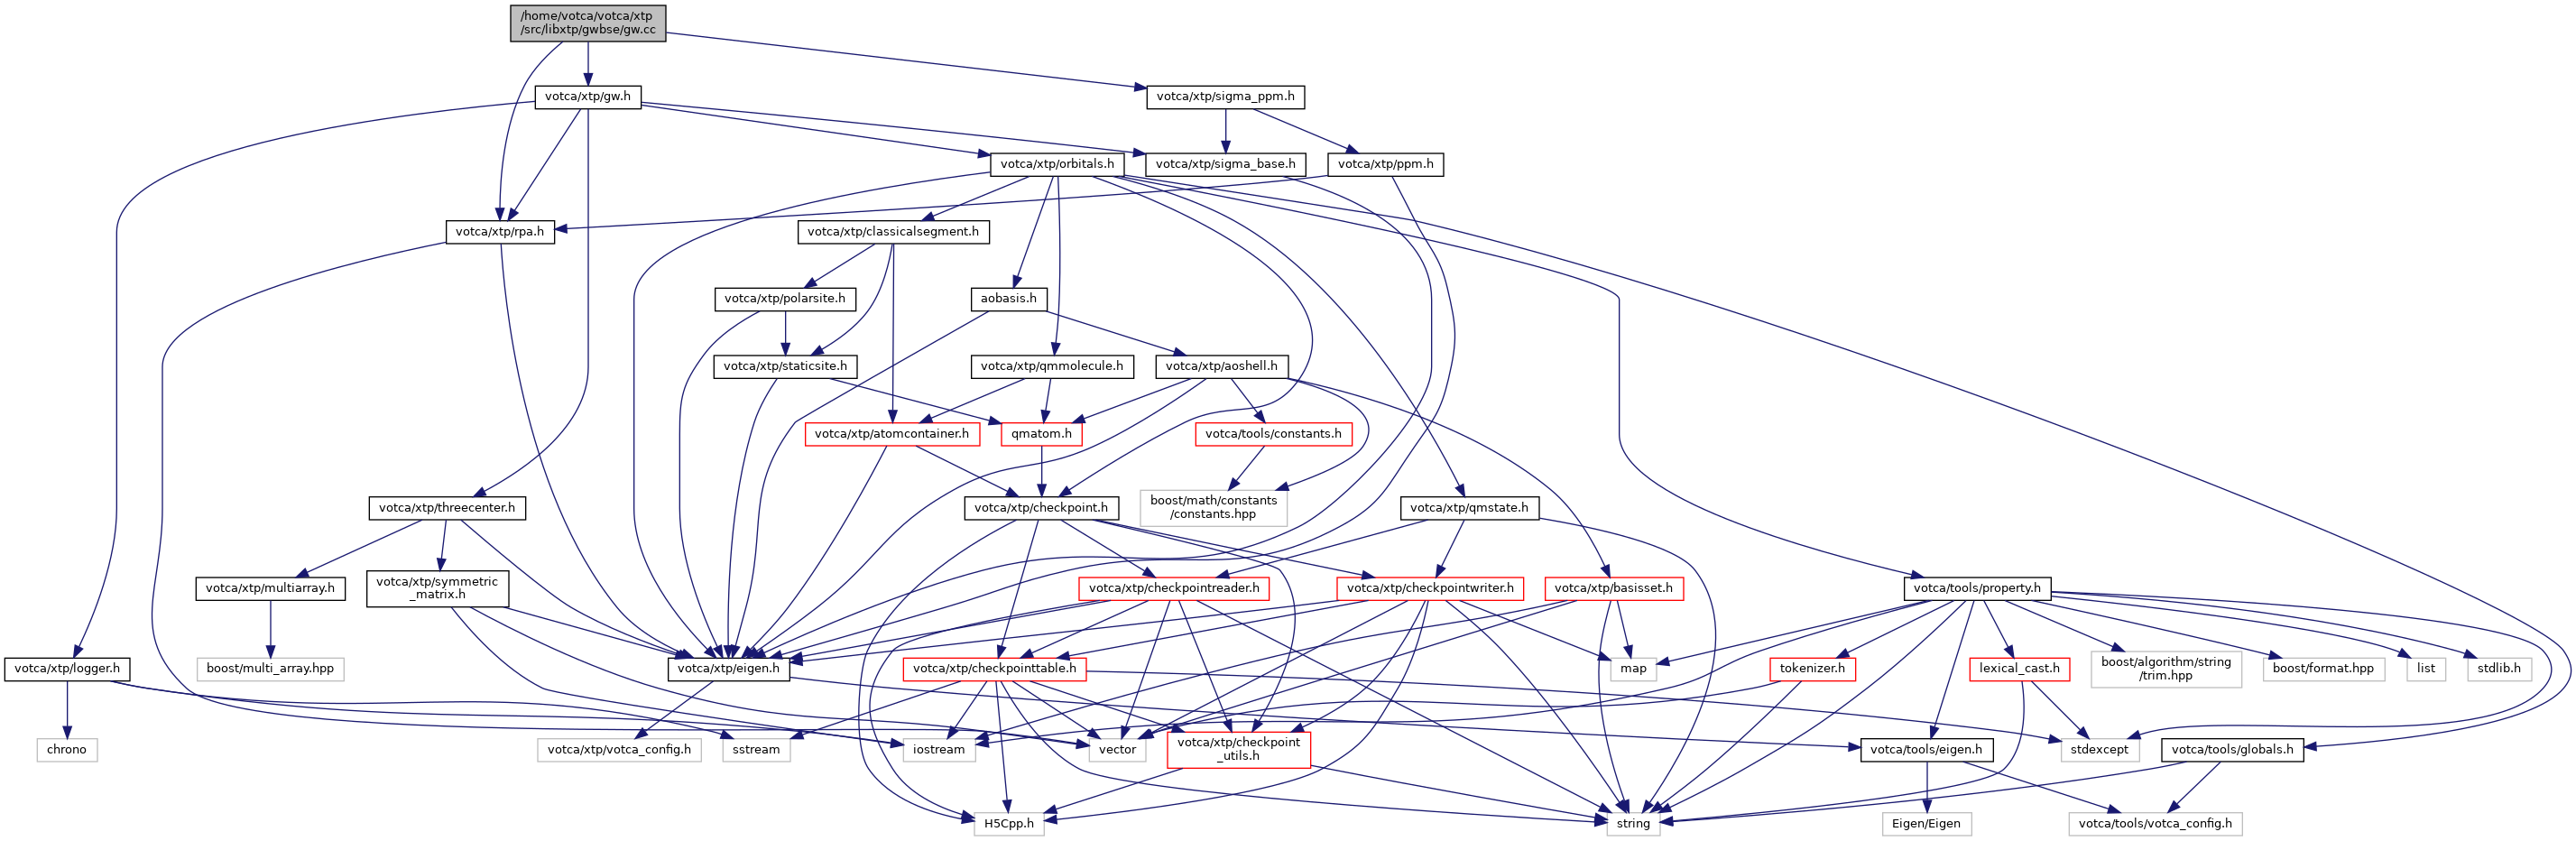 /home/votca/votca/xtp
/src/libxtp/gwbse/gw.cc
votca/xtp/gw.h
votca/xtp/sigma_ppm.h
votca/xtp/orbitals.h
votca/xtp/sigma_base.h
votca/xtp/ppm.h
votca/xtp/rpa.h
votca/xtp/classicalsegment.h
votca/xtp/polarsite.h
aobasis.h
votca/xtp/staticsite.h
votca/xtp/qmmolecule.h
votca/xtp/aoshell.h
votca/xtp/atomcontainer.h
qmatom.h
votca/tools/constants.h
votca/xtp/threecenter.h
votca/xtp/checkpoint.h
boost/math/constants
/constants.hpp
votca/xtp/qmstate.h
votca/xtp/multiarray.h
votca/xtp/symmetric
_matrix.h
votca/xtp/checkpointreader.h
votca/xtp/checkpointwriter.h
votca/xtp/basisset.h
votca/tools/property.h
votca/xtp/logger.h
boost/multi_array.hpp
votca/xtp/eigen.h
votca/xtp/checkpointtable.h
map
tokenizer.h
lexical_cast.h
boost/algorithm/string
/trim.hpp
boost/format.hpp
list
stdlib.h
chrono
votca/xtp/votca_config.h
sstream
iostream
vector
votca/xtp/checkpoint
_utils.h
votca/tools/eigen.h
stdexcept
votca/tools/globals.h
H5Cpp.h
string
Eigen/Eigen
votca/tools/votca_config.h